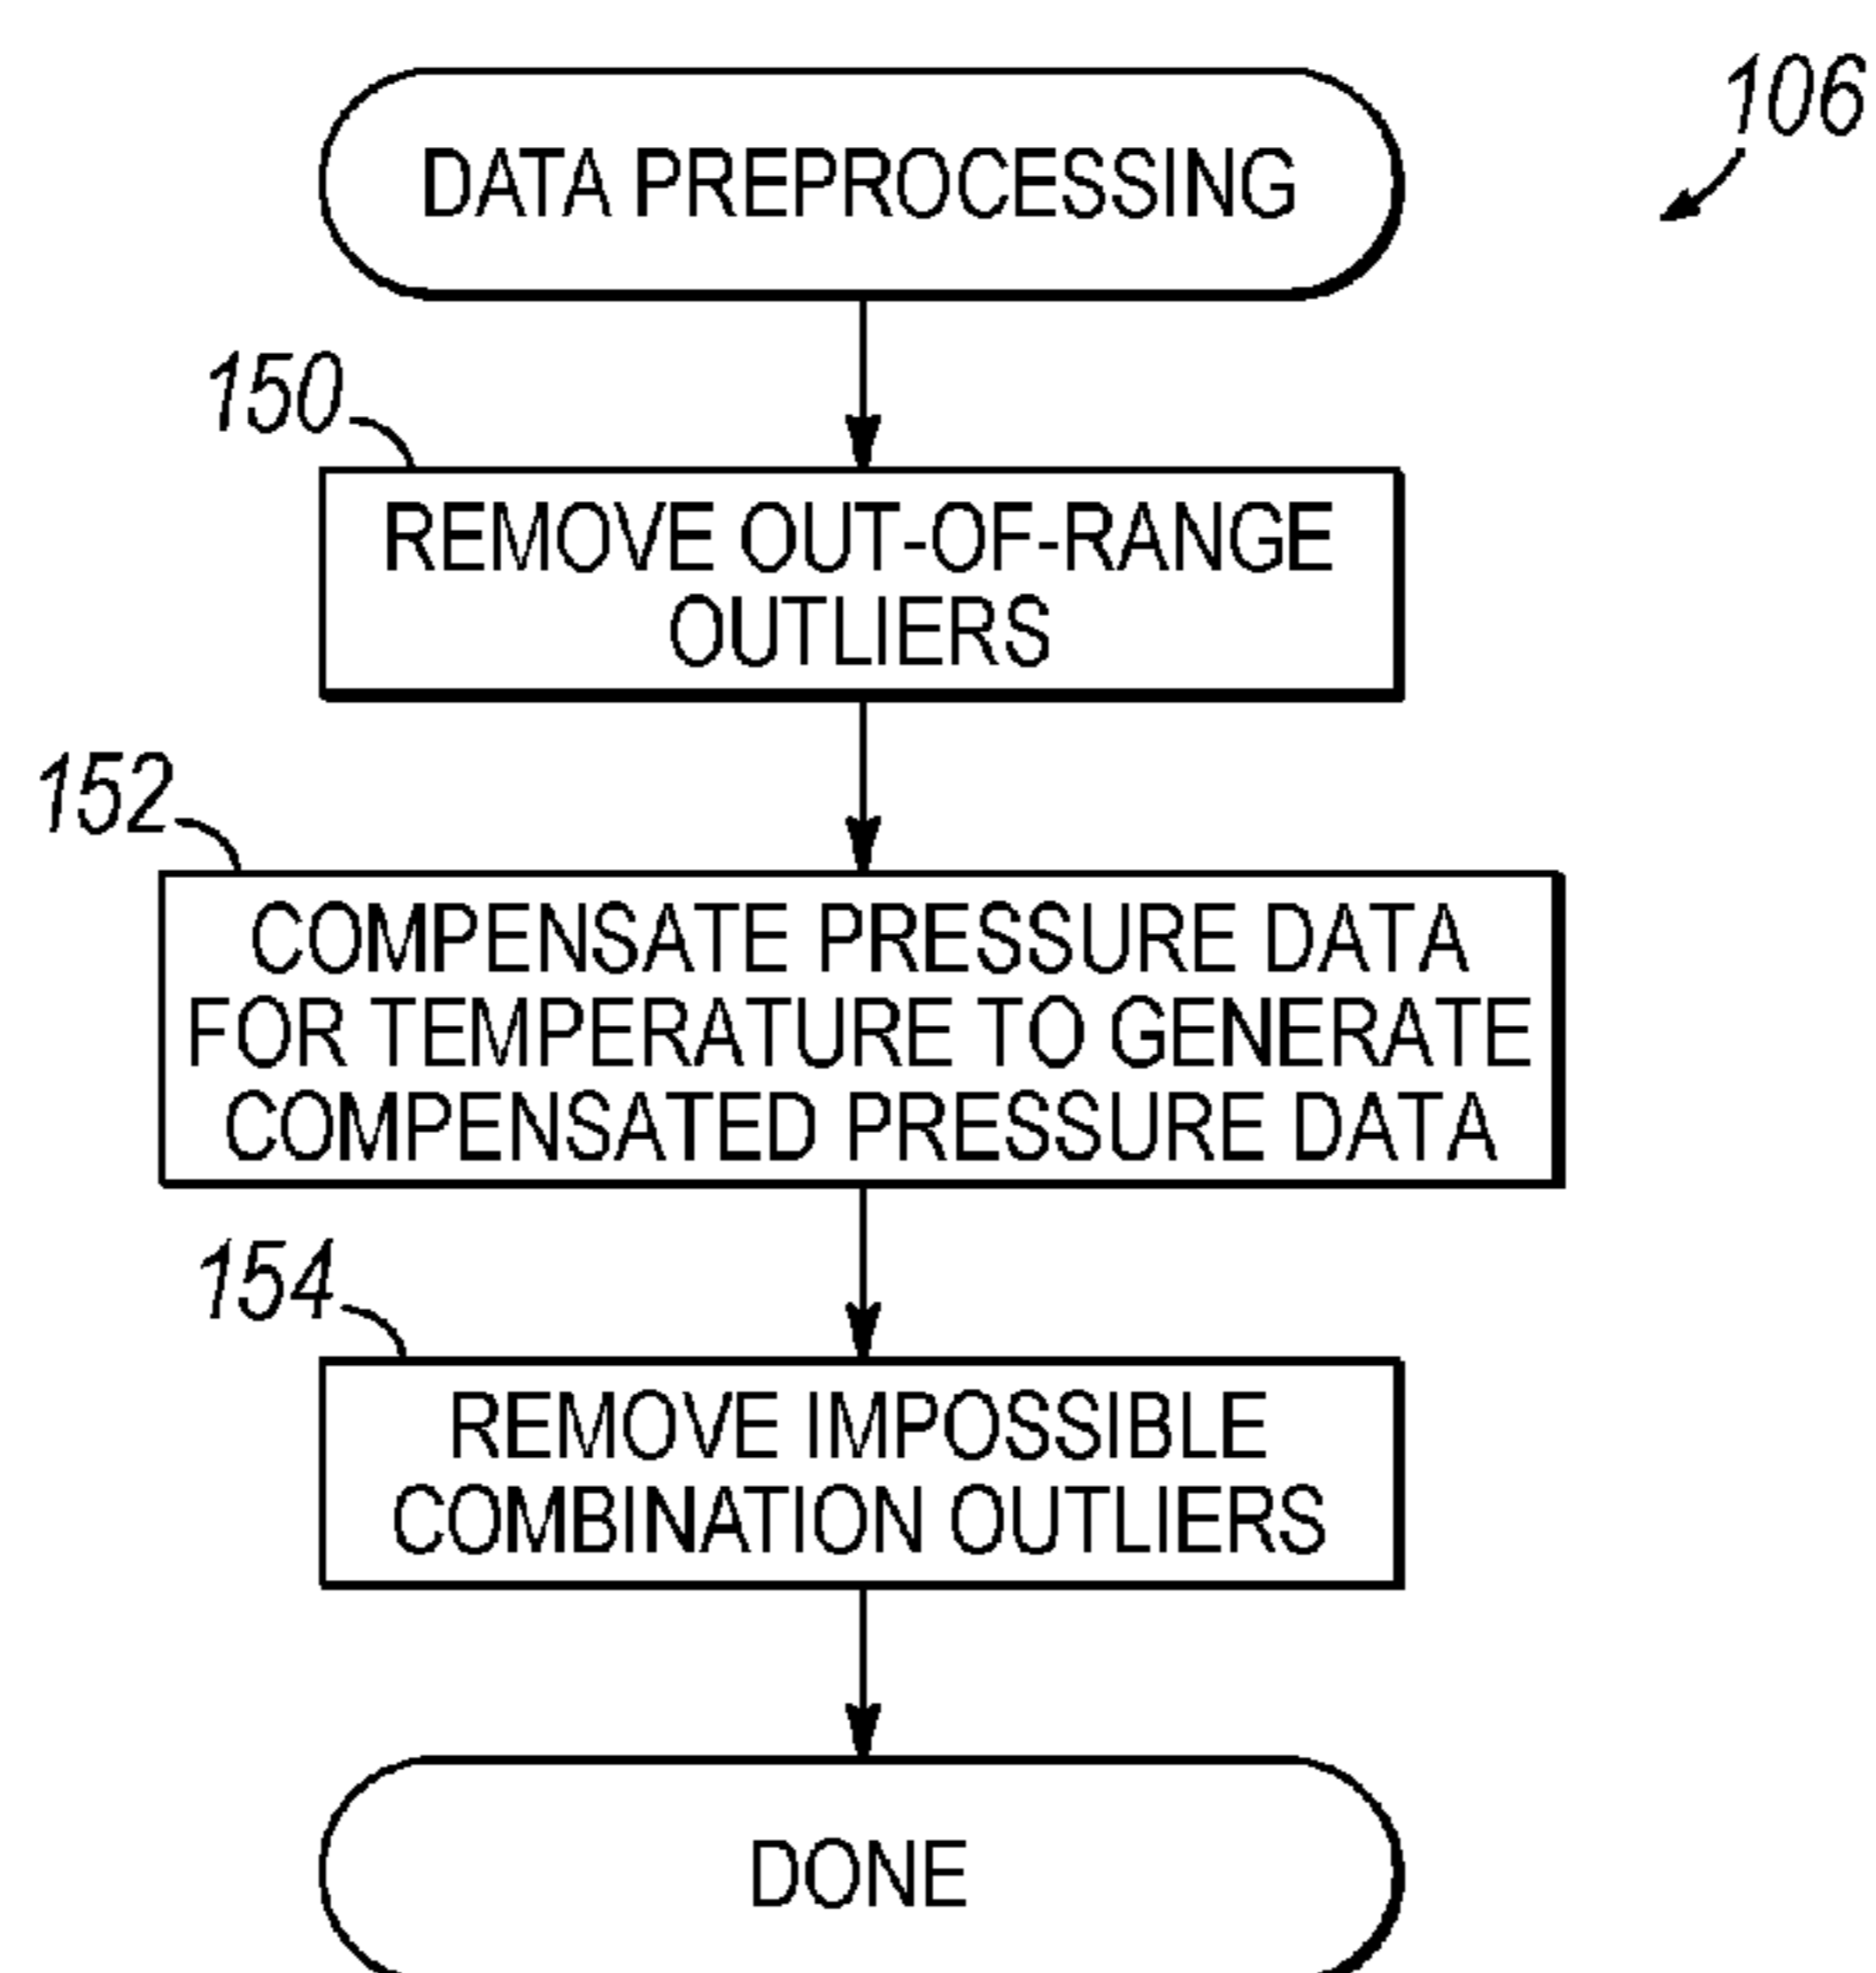 106
DATA PREPROCESSING
150
REMOVE OUT-OF-RANGE
OUTLIERS
152
COMPENSATE PRESSURE DATA
FOR TEMPERATURE TO GENERATE
COMPENSATED PRESSURE DATA
154
REMOVE IMPOSSIBLE
COMBINATION OUTLIERS
DONE